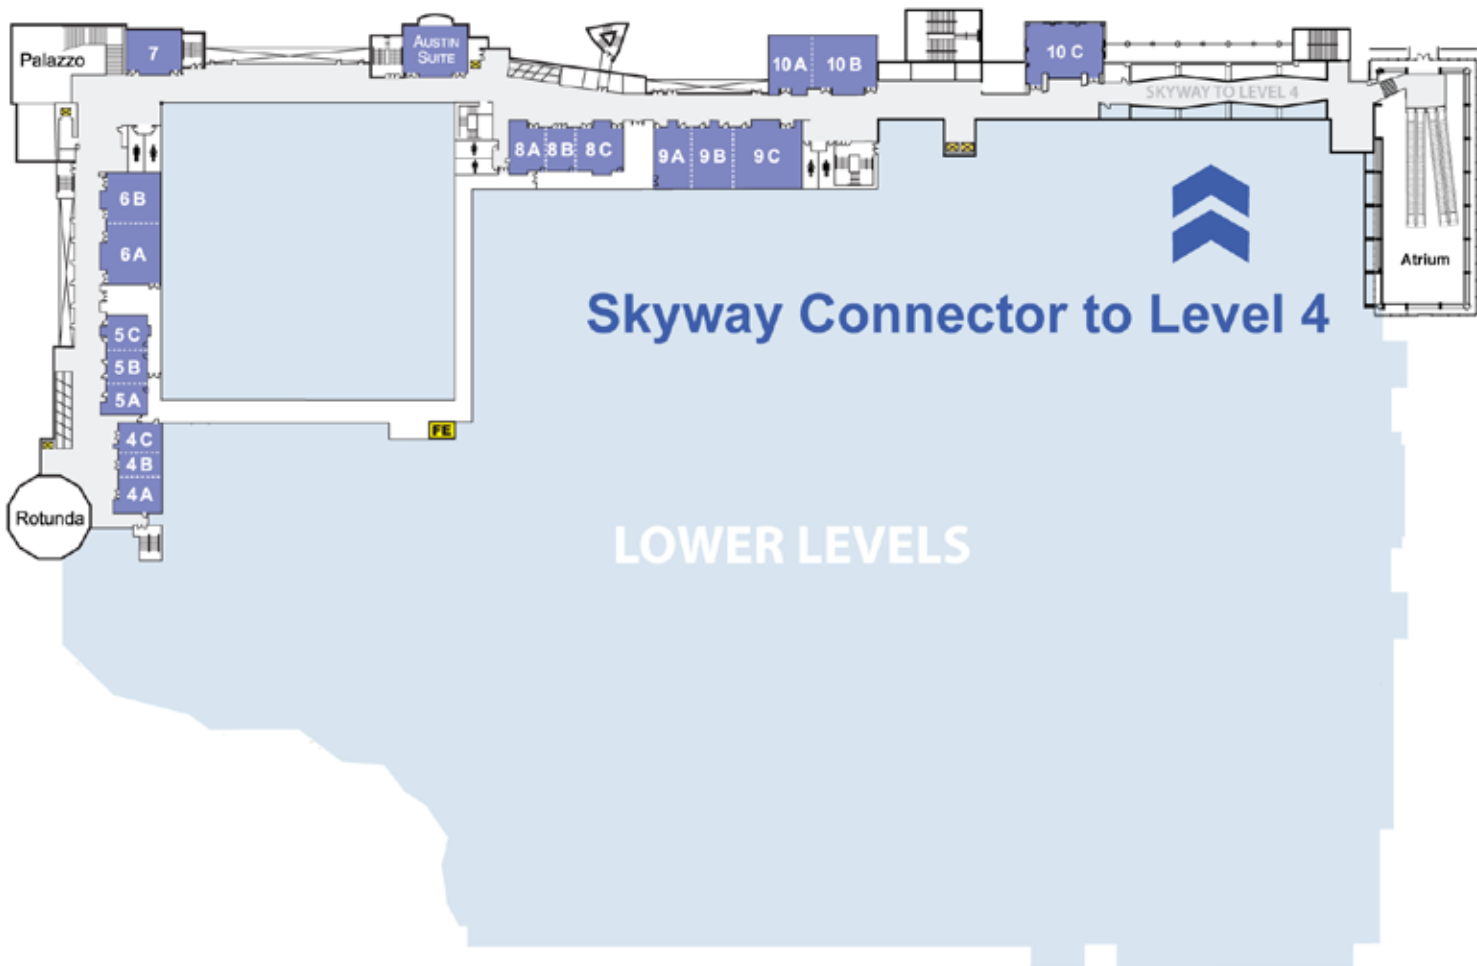 Palazzo
7
AUSTIN
SUITE
10 A
10 B
10 C
SKYWAY TO LEVEL 4
8 A
8 B
8 C
9 A
9 B
9 C
6 B
6 A
Atrium
Skyway Connector to Level 4
5 C
5 B
5 A
4 C
FE
4 B
4 A
Rotunda
LOWER LEVELS